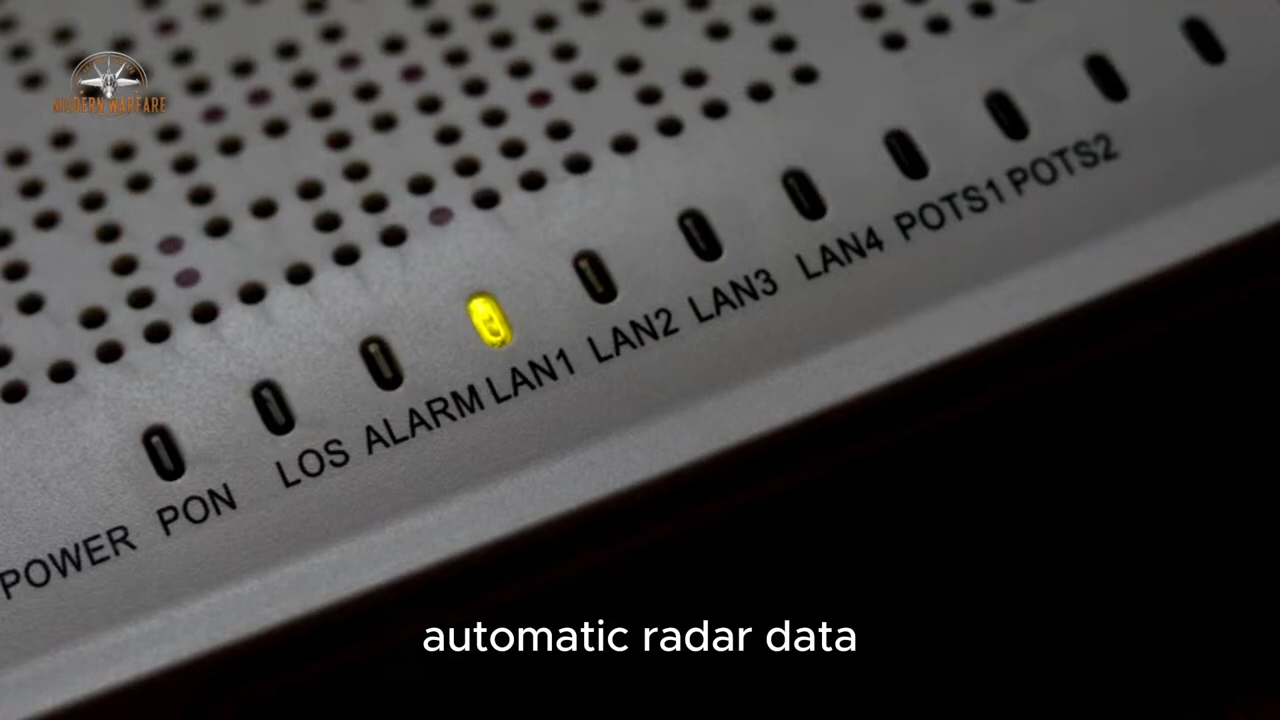 MODERN WARFARE
POWER PON LOS ALARM LAN1 LAN2 LAN3 LAN4 POTS1 POTS2
automatic radar data